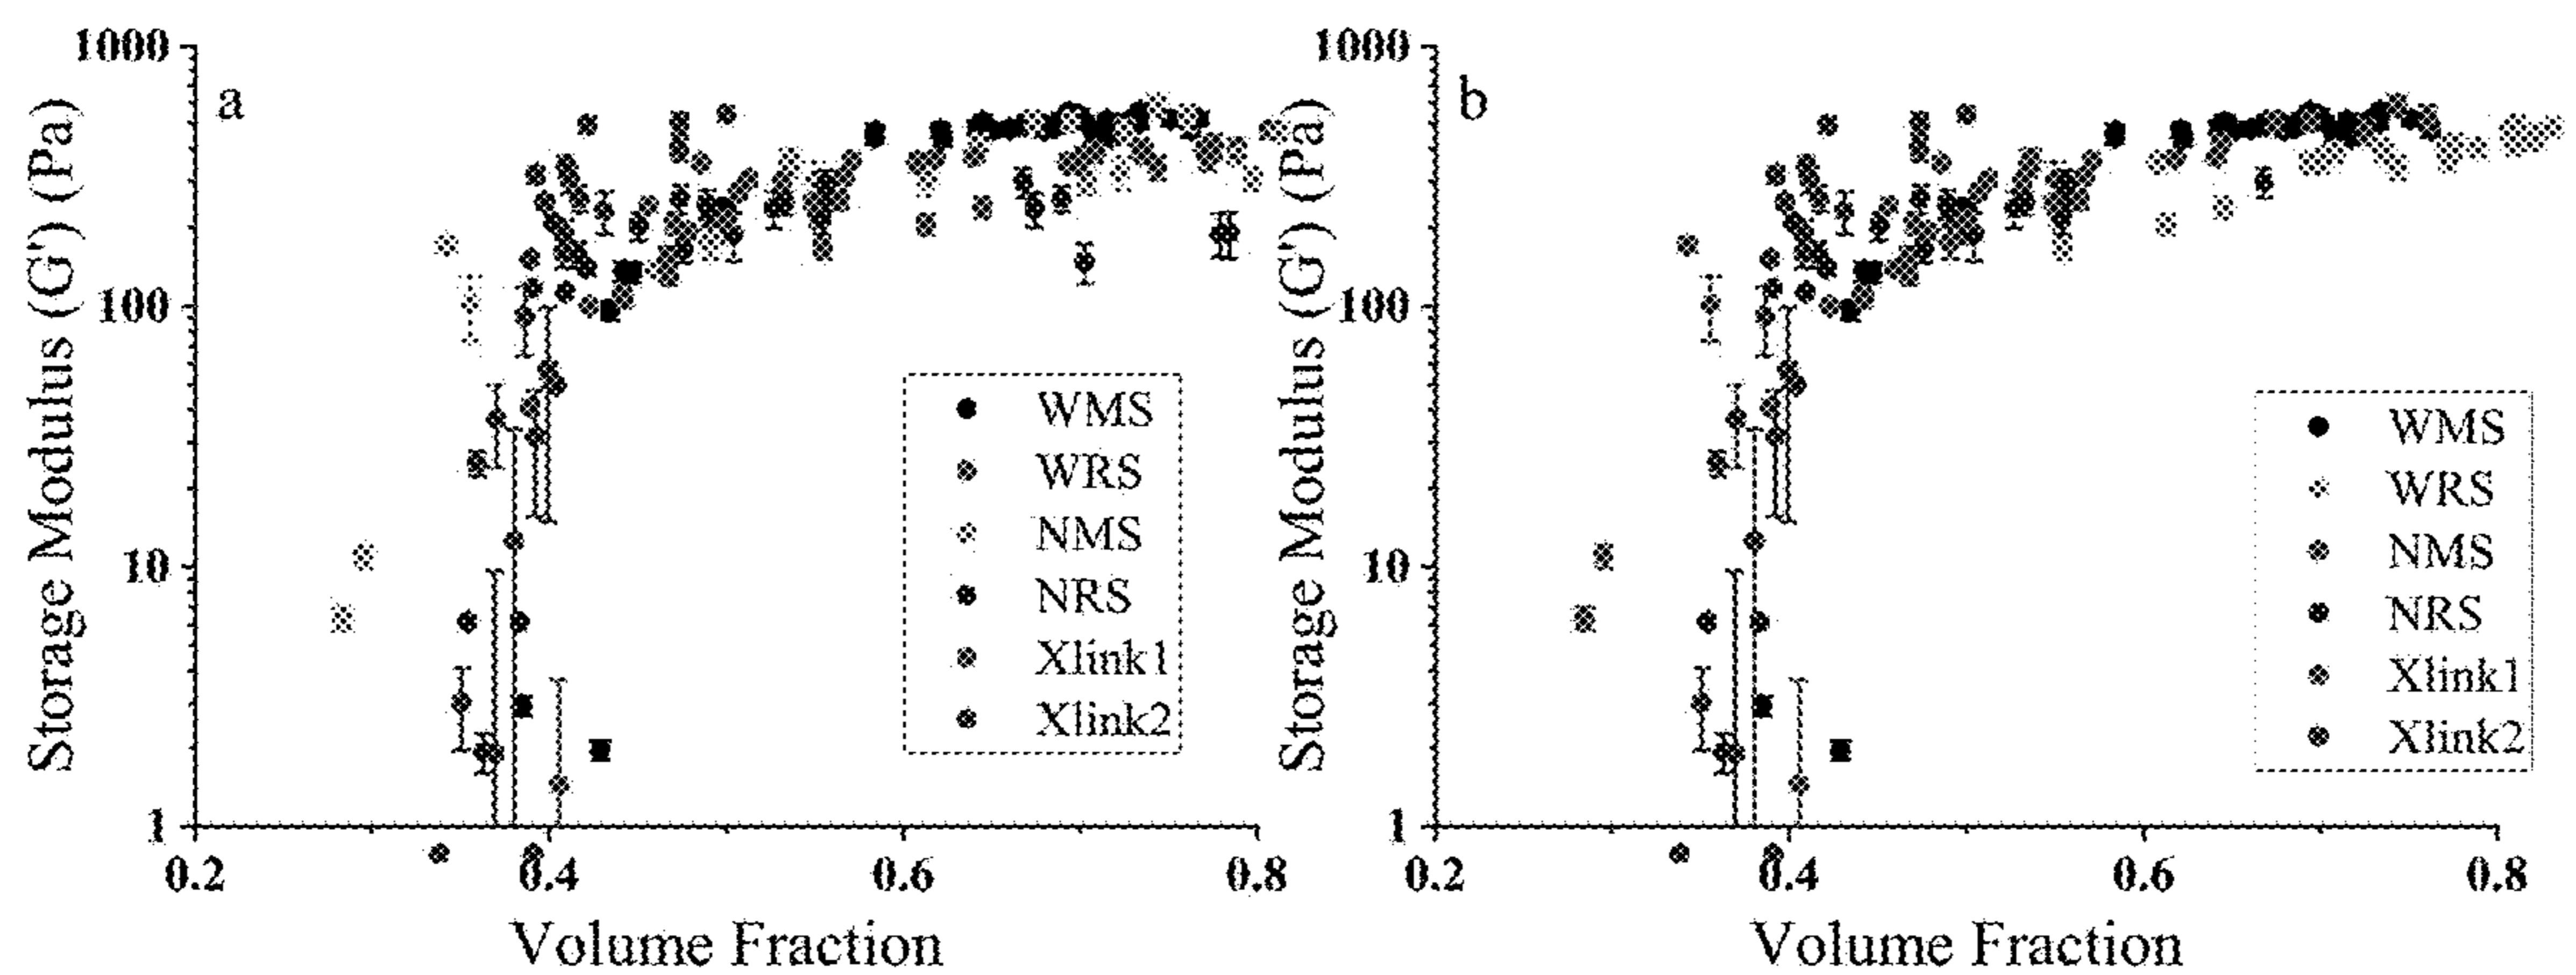 1000
a
Storage Modulus (G') (Pa)
100
10
1
0.2
0.4
0.6
0.8
Volume Fraction
WMS
WRS
NMS
NRS
Xlink1
Xlink2
1000
b
Storage Modulus (G') (Pa)
100
10
1
0.2
0.4
0.6
0.8
Volume Fraction
WMS
WRS
NMS
NRS
Xlink1
Xlink2